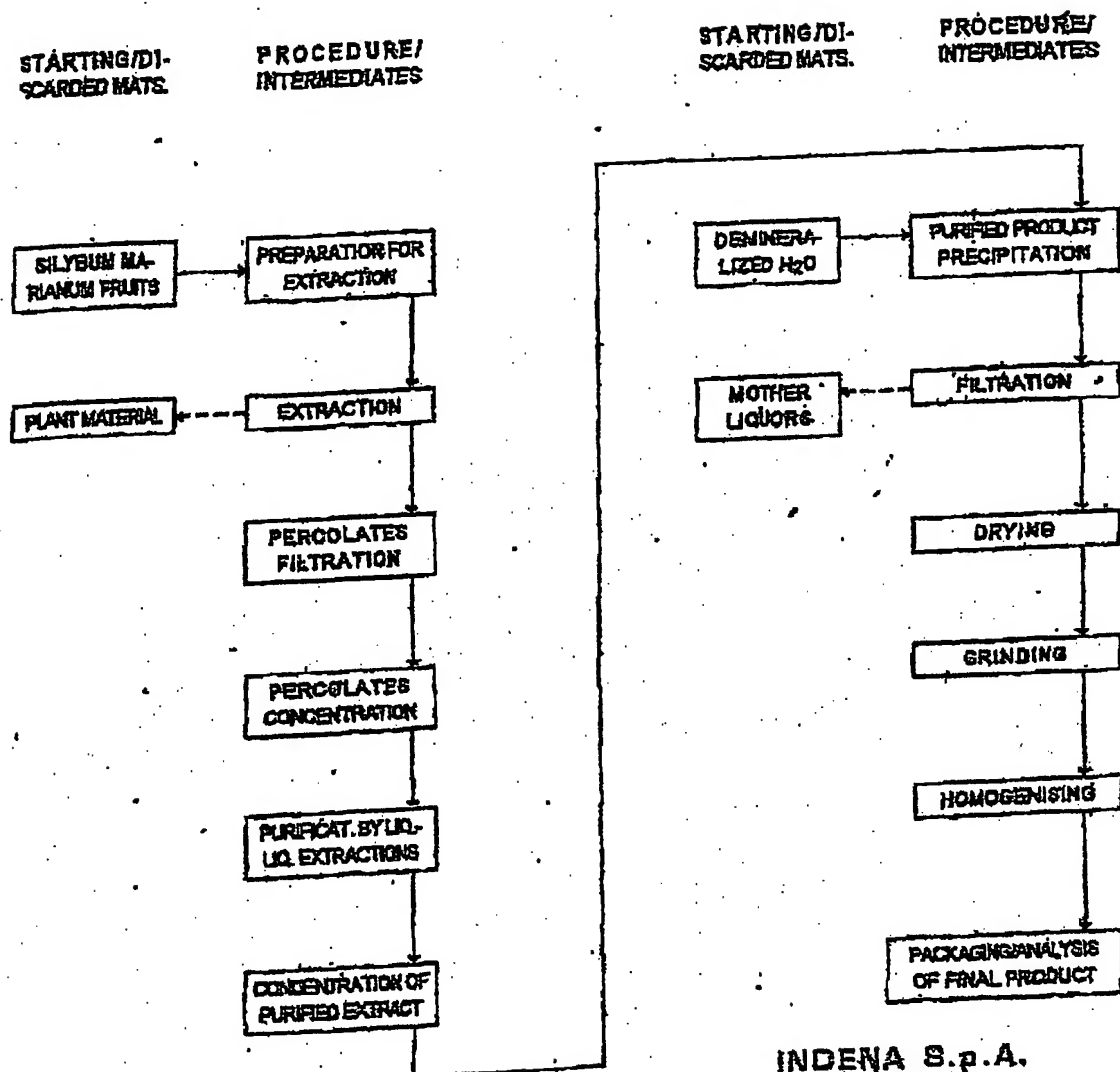 STARTING/DI-
SCARDED MATS.
PROCEDURE/
INTERMEDIATES
SILYBUM MA-
RIANUM FRUITS
PREPARATION FOR
EXTRACTION
PLANT MATERIAL
EXTRACTION
PERCOLATES
FILTRATION
PERCOLATES
CONCENTRATION
PURIFICAT. BY LIQ.-
LIQ. EXTRACTIONS
CONCENTRATION OF
PURIFIED EXTRACT
STARTING/DI-
SCARDED MATS.
PROCEDURE/
INTERMEDIATES
DEMINERA-
LIZED H₂O
PURIFIED PRODUCT
PRECIPITATION
MOTHER
LIQUORS
FILTRATION
DRYING
GRINDING
HOMOGENISING
PACKAGING/ANALYSIS
OF FINAL PRODUCT
INDENA S.p.A.